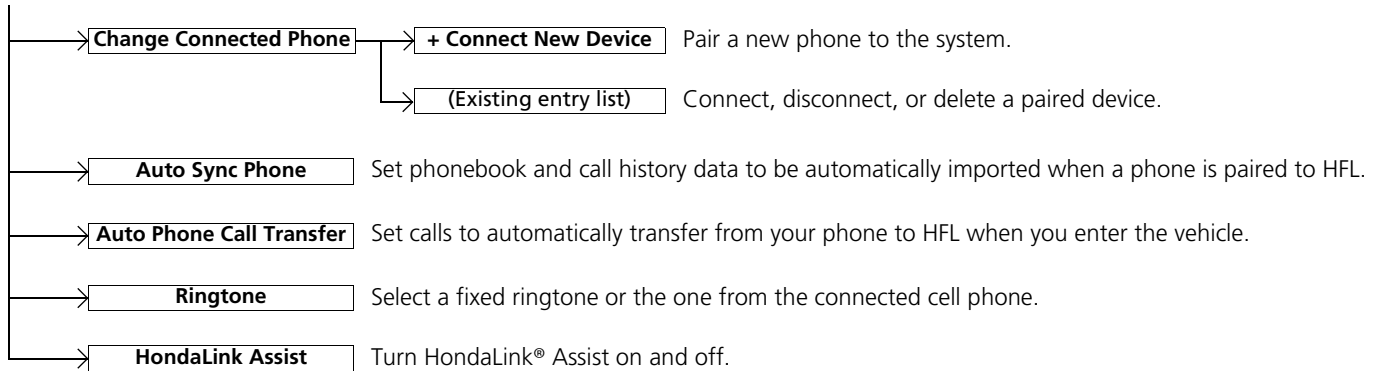 Change Connected Phone + Connect New Device Pair a new phone to the system.
(Existing entry list) Connect, disconnect, or delete a paired device.
Auto Sync Phone Set phonebook and call history data to be automatically imported when a phone is paired to HFL.
Auto Phone Call Transfer Set calls to automatically transfer from your phone to HFL when you enter the vehicle.
Ringtone Select a fixed ringtone or the one from the connected cell phone.
HondaLink Assist Turn HondaLink® Assist on and off.